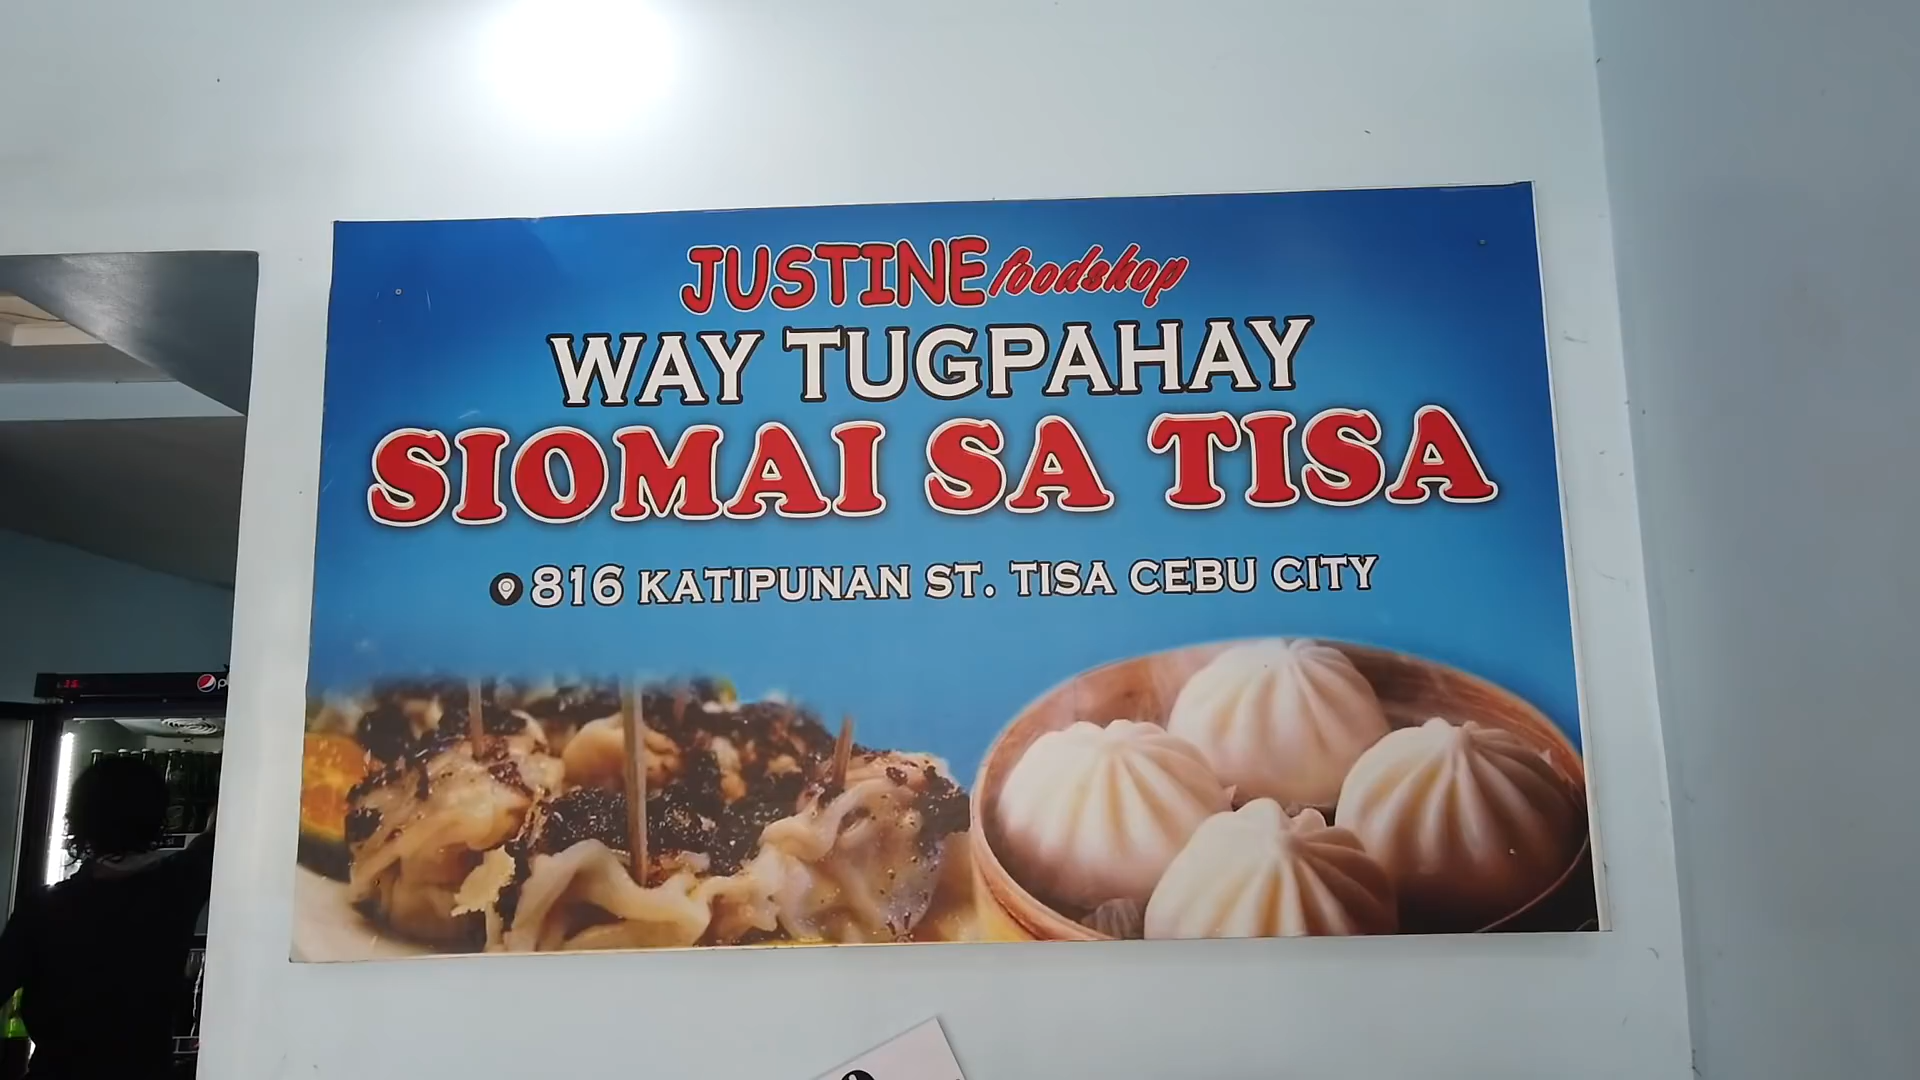 JUSTINE foodshop
WAY TUGPAHAY
SIOMAI SA TISA
816 KATIPUNAN ST. TISA CEBU CITY